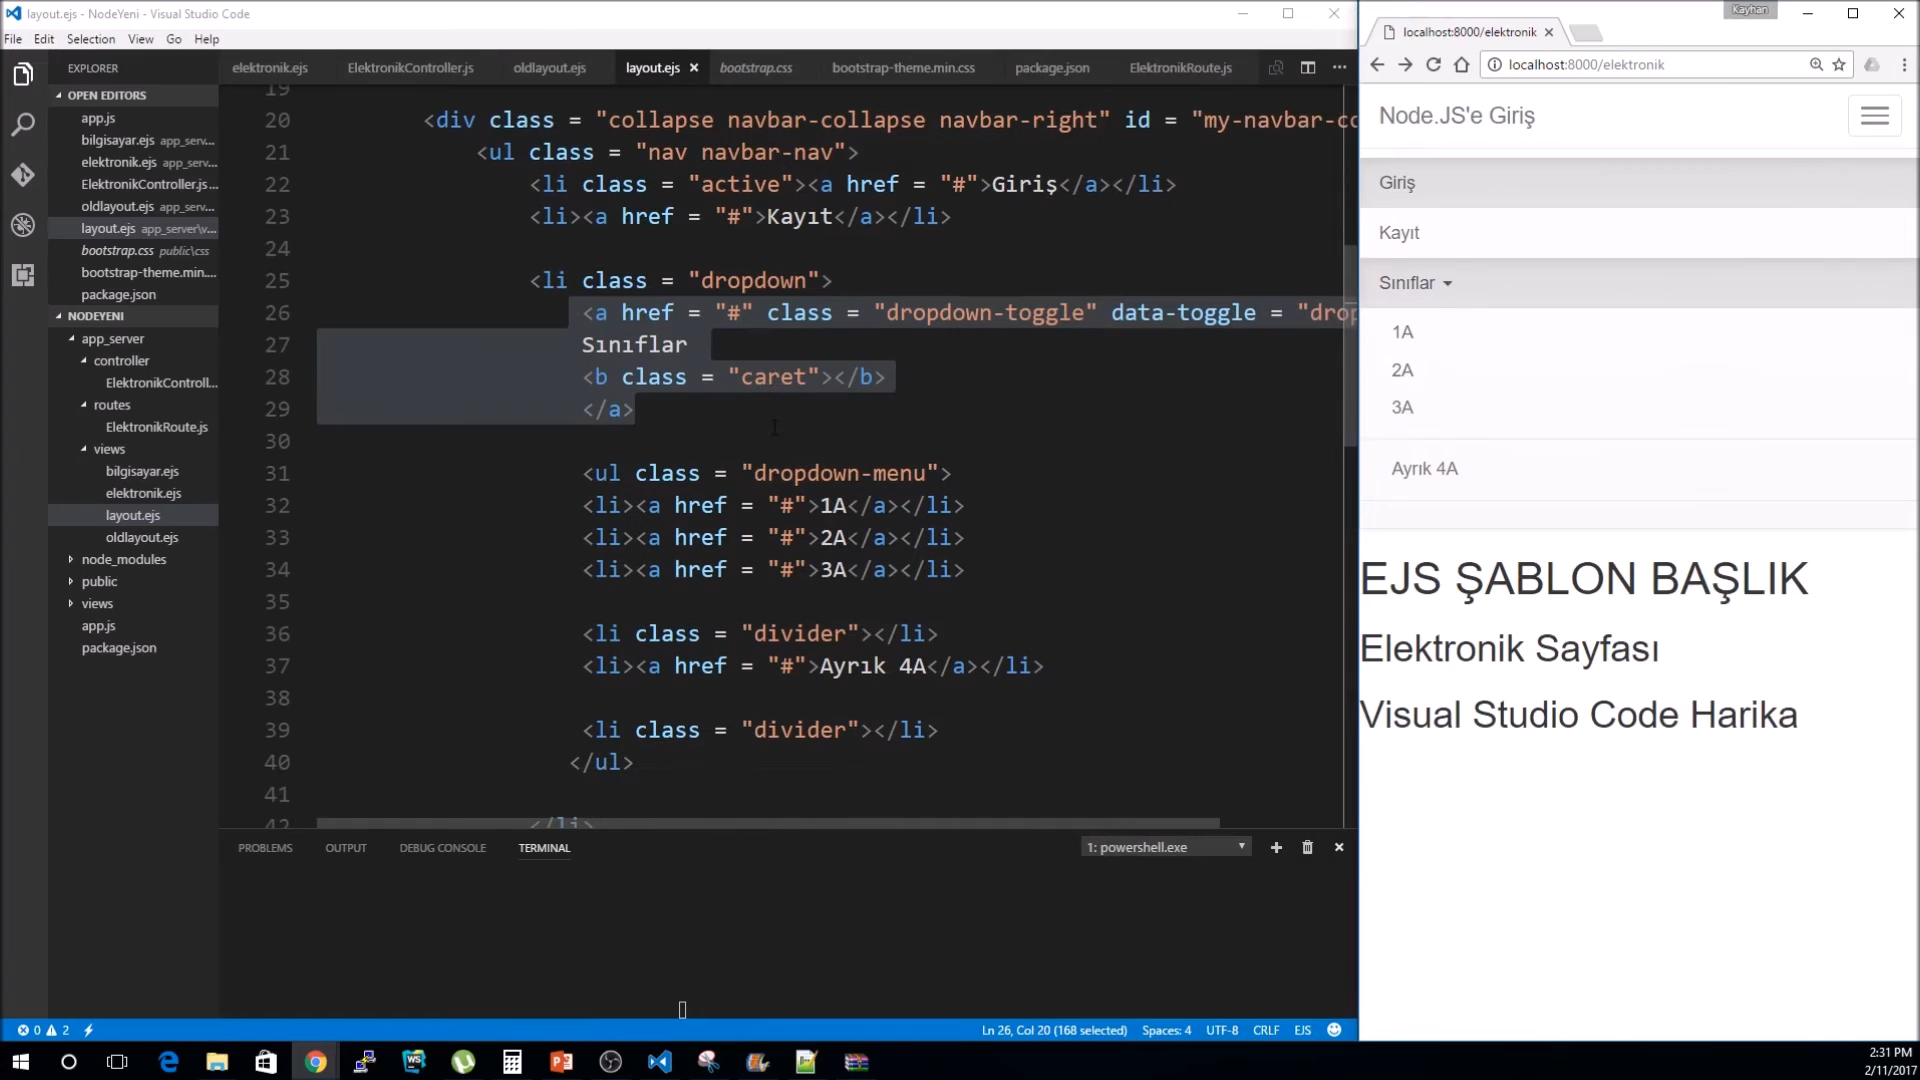 layout.ejs - NodeYeni - Visual Studio Code
File Edit Selection View Go Help
EXPLORER
OPEN EDITORS
app.js
bilgisayar.ejs app_serv...
elektronik.ejs app_serv...
ElektronikController.js...
oldlayout.ejs app_serv...
layout.ejs app_server\v...
bootstrap.css public\css
bootstrap-theme.min....
package.json
NODEYENI
app_server
controller
ElektronikControll...
routes
ElektronikRoute.js
views
bilgisayar.ejs
elektronik.ejs
layout.ejs
oldlayout.ejs
node_modules
public
views
app.js
package.json
elektronik.ejs ElektronikController.js oldlayout.ejs layout.ejs bootstrap.css bootstrap-theme.min.css package.json ElektronikRoute.js
19
20 <div class = "collapse navbar-collapse navbar-right" id = "my-navbar-co
21 <ul class = "nav navbar-nav">
22 <li class = "active"><a href = "#">Giriş</a></li>
23 <li><a href = "#">Kayıt</a></li>
24
25 <li class = "dropdown">
26 <a href = "#" class = "dropdown-toggle" data-toggle = "drop
27 Sınıflar
28 <b class = "caret"></b>
29 </a>
30
31 <ul class = "dropdown-menu">
32 <li><a href = "#">1A</a></li>
33 <li><a href = "#">2A</a></li>
34 <li><a href = "#">3A</a></li>
35
36 <li class = "divider"></li>
37 <li><a href = "#">Ayrık 4A</a></li>
38
39 <li class = "divider"></li>
40 </ul>
41
42 </li>
PROBLEMS OUTPUT DEBUG CONSOLE TERMINAL
1: powershell.exe
0 2
Ln 26, Col 20 (168 selected) Spaces: 4 UTF-8 CRLF EJS
Kayhan
localhost:8000/elektronik
localhost:8000/elektronik
Node.JS'e Giriş
Giriş
Kayıt
Sınıflar
1A
2A
3A
Ayrık 4A
EJS ŞABLON BAŞLIK
Elektronik Sayfası
Visual Studio Code Harika
2:31 PM
2/11/2017